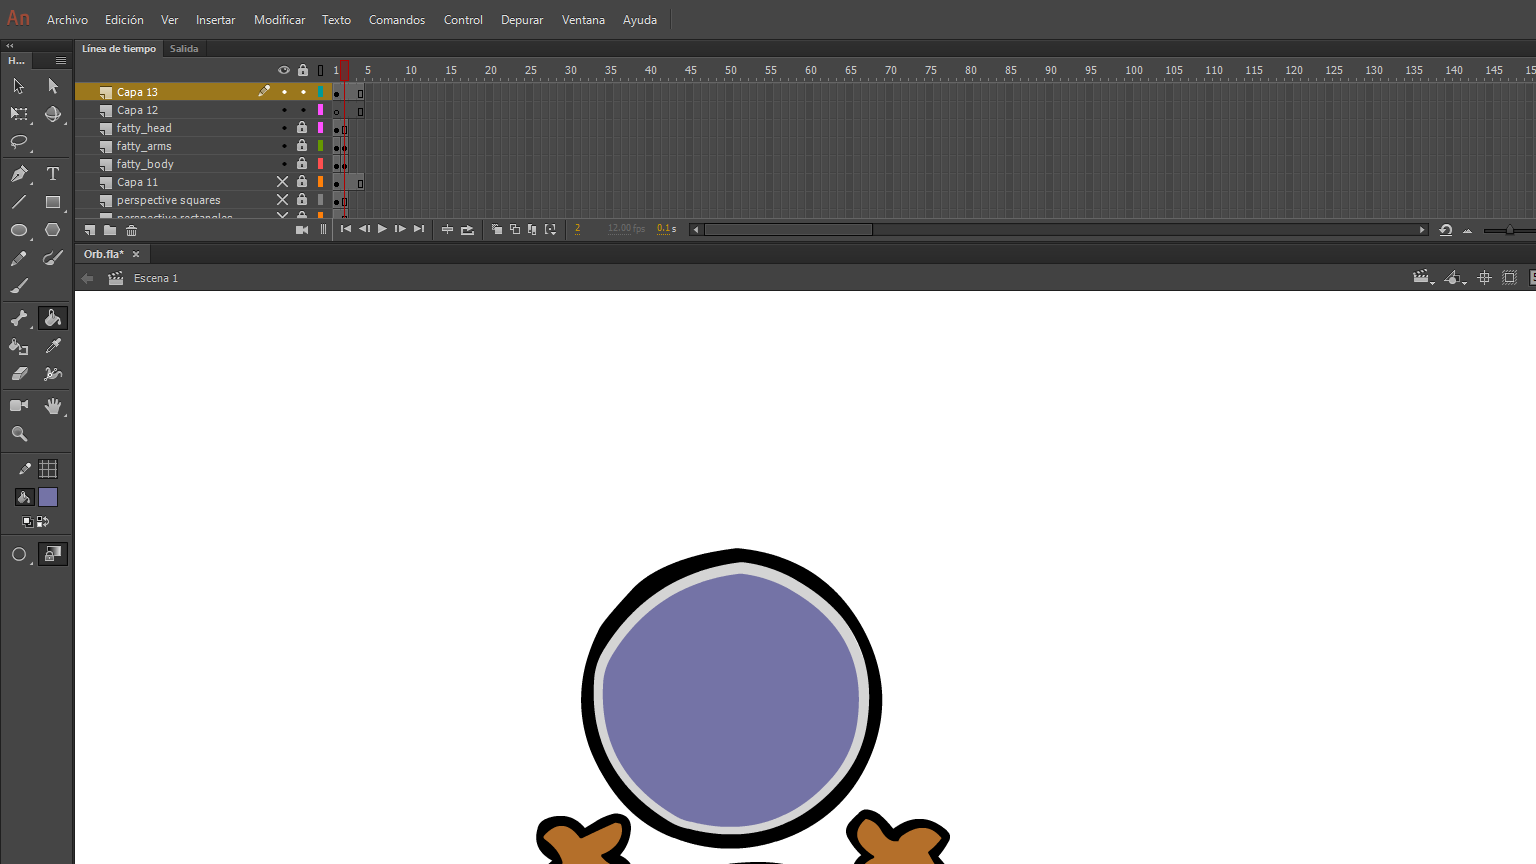 An Archivo Edición Ver Insertar Modificar Texto Comandos Control Depurar Ventana Ayuda
Línea de tiempo Salida
H...
1 5 10 15 20 25 30 35 40 45 50 55 60 65 70 75 80 85 90 95 100 105 110 115 120 125 130 135 140 145 15
Capa 13
Capa 12
fatty_head
fatty_arms
fatty_body
Capa 11
perspective squares
perspective rectangles
2 12.00 fps 0.1 s
Orb.fla*
Escena 1
T